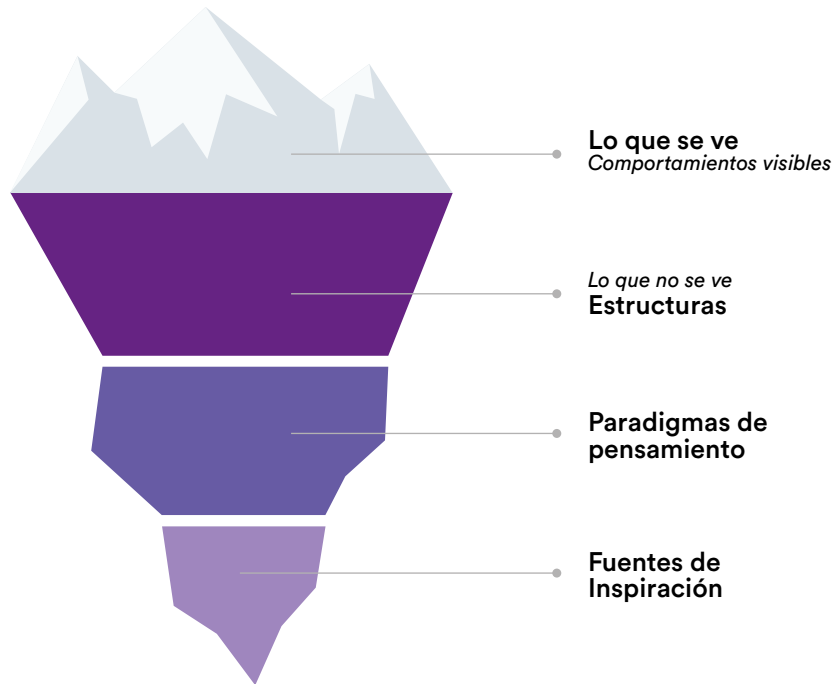 Lo que se ve
Comportamientos visibles
Lo que no se ve
Estructuras
Paradigmas de
pensamiento
Fuentes de
Inspiración